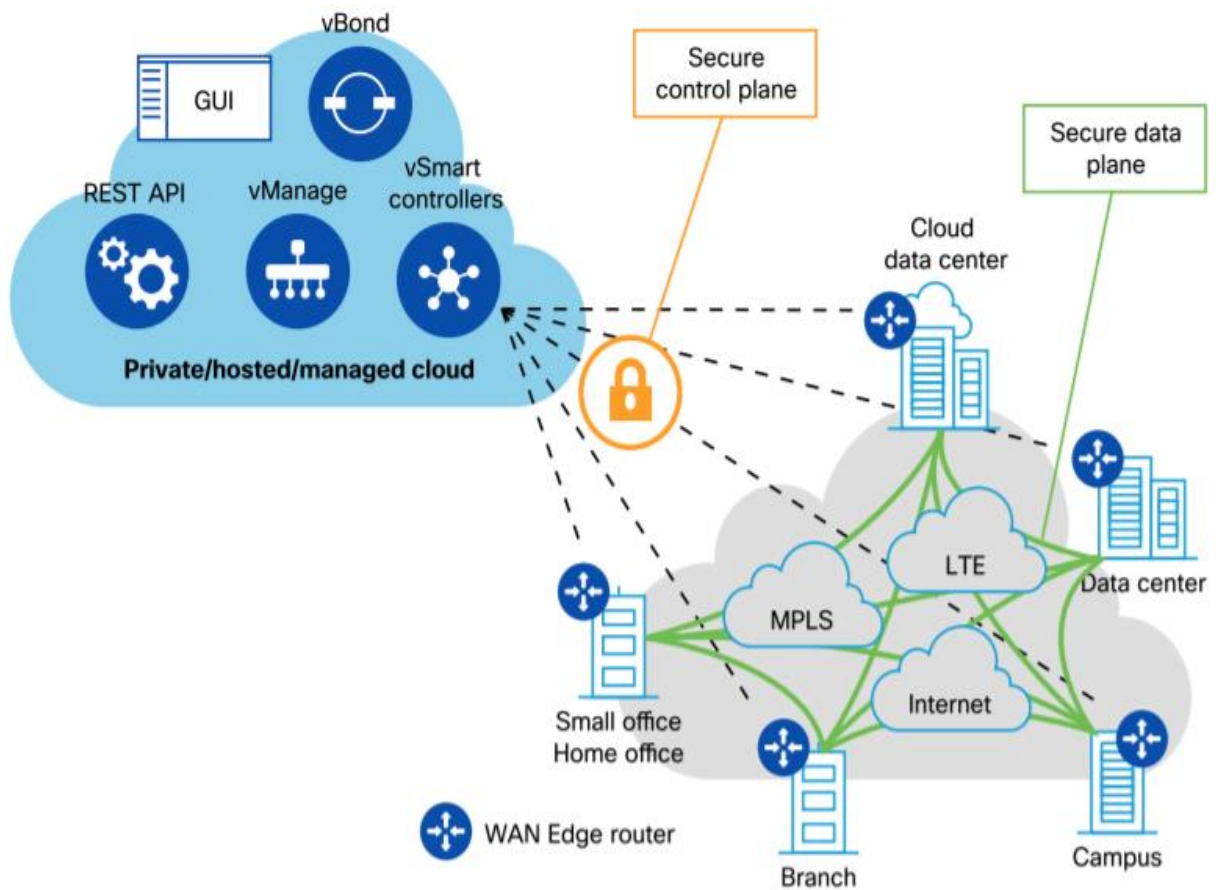 vBond
GUI
REST API
vManage
vSmart
controllers
Private/hosted/managed cloud
Secure
control plane
Secure data
plane
Cloud
data center
LTE
MPLS
Data center
Internet
Small office
Home office
WAN Edge router
Branch
Campus